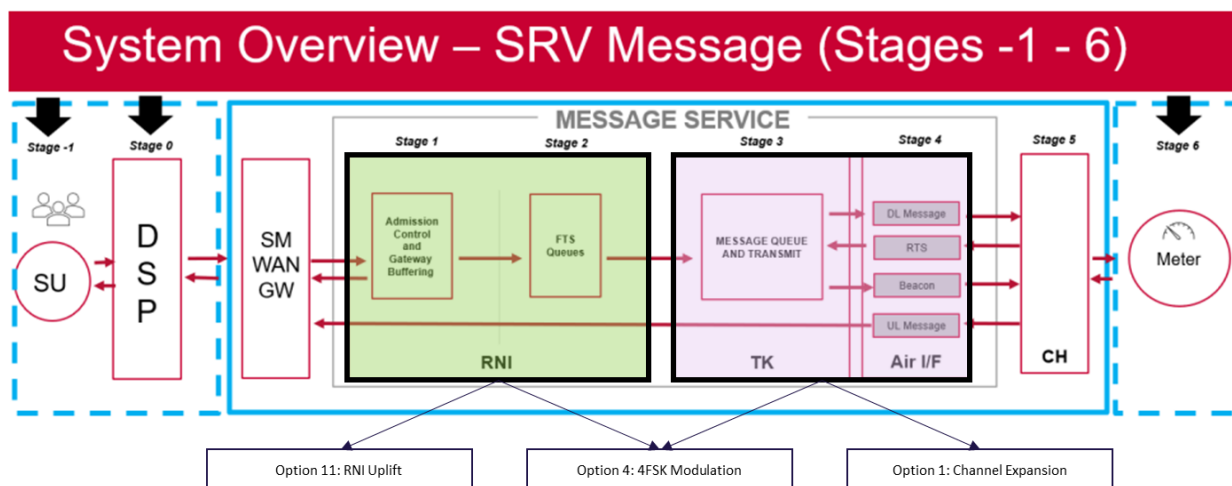 System Overview – SRV Message (Stages -1 - 6)
MESSAGE SERVICE
Stage -1
Stage 0
Stage 1
Stage 2
Stage 3
Stage 4
Stage 5
Stage 6
SU
D
S
P
SM
WAN
GW
Admission
Control
and
Gateway
Buffering
FTS
Queues
RNI
MESSAGE QUEUE
AND TRANSMIT
TK
DL Message
RTS
Beacon
UL Message
Air I/F
CH
Meter
Option 11: RNI Uplift
Option 4: 4FSK Modulation
Option 1: Channel Expansion